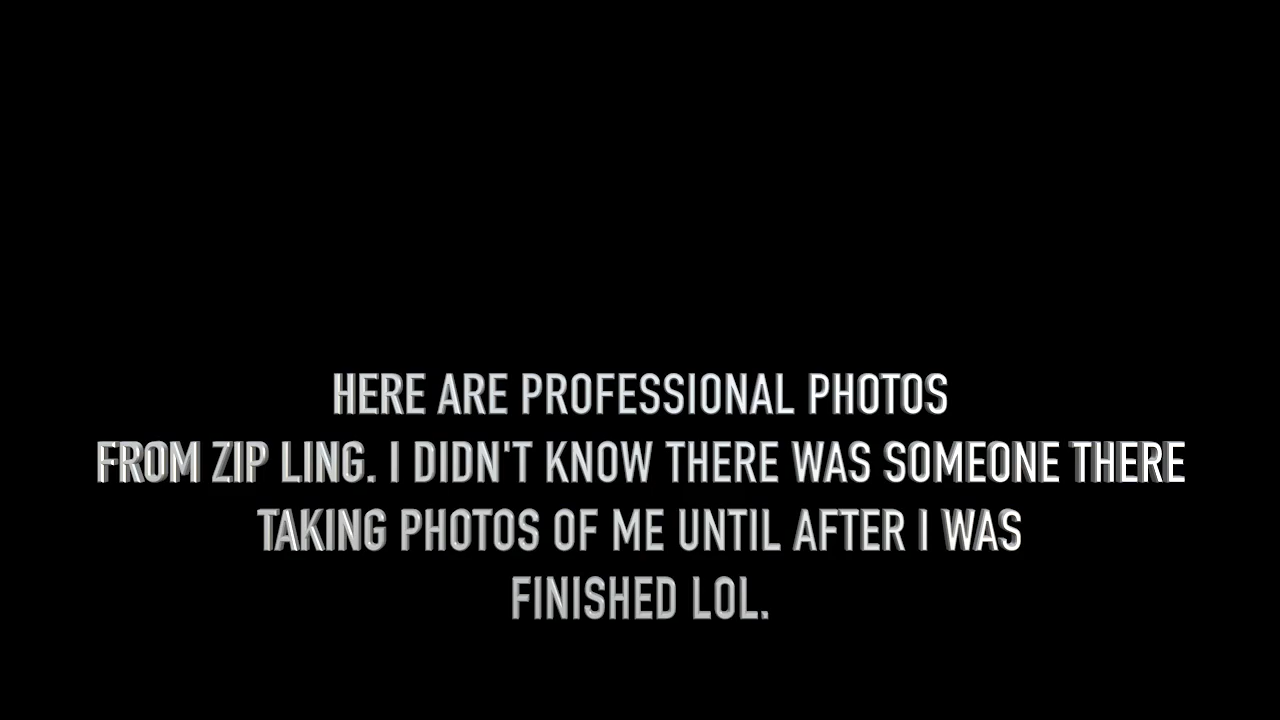 HERE ARE PROFESSIONAL PHOTOS
FROM ZIP LING. I DIDN'T KNOW THERE WAS SOMEONE THERE
TAKING PHOTOS OF ME UNTIL AFTER I WAS
FINISHED LOL.